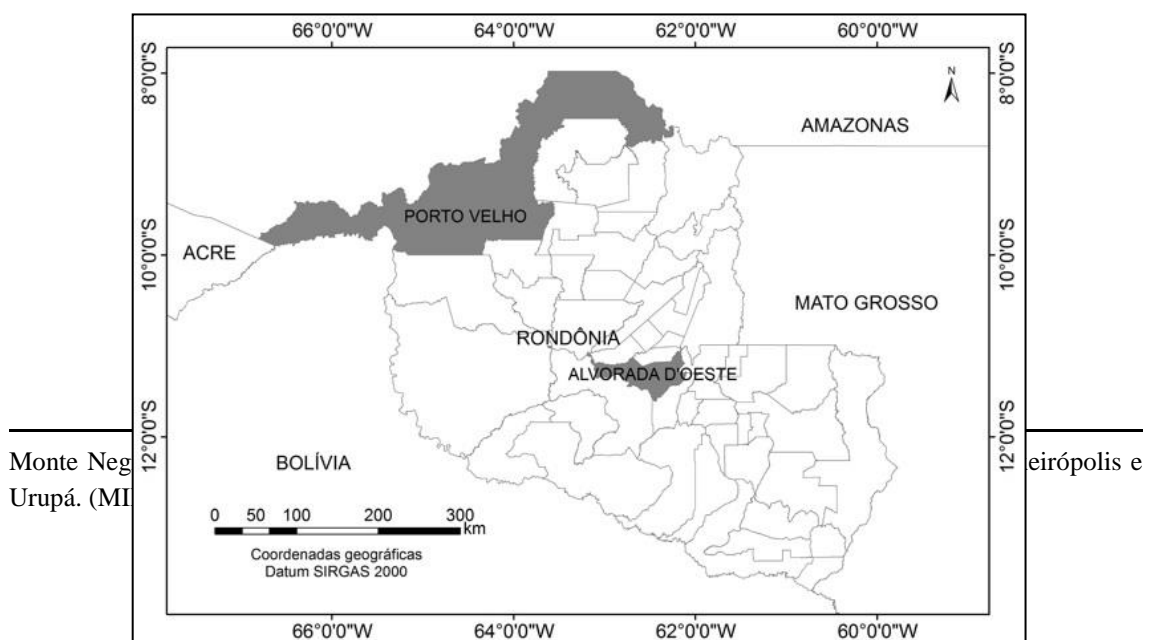 66°0'0"W 64°0'0"W 62°0'0"W 60°0'0"W
8°0'0"S 8°0'0"S
N
AMAZONAS
PORTO VELHO
ACRE
10°0'0"S 10°0'0"S
MATO GROSSO
RONDÔNIA
ALVORADA D'OESTE
12°0'0"S 12°0'0"S
BOLÍVIA
Monte Neg eirópolis e
Urupá. (MI
0 50 100 200 300
km
Coordenadas geográficas
Datum SIRGAS 2000
66°0'0"W 64°0'0"W 62°0'0"W 60°0'0"W